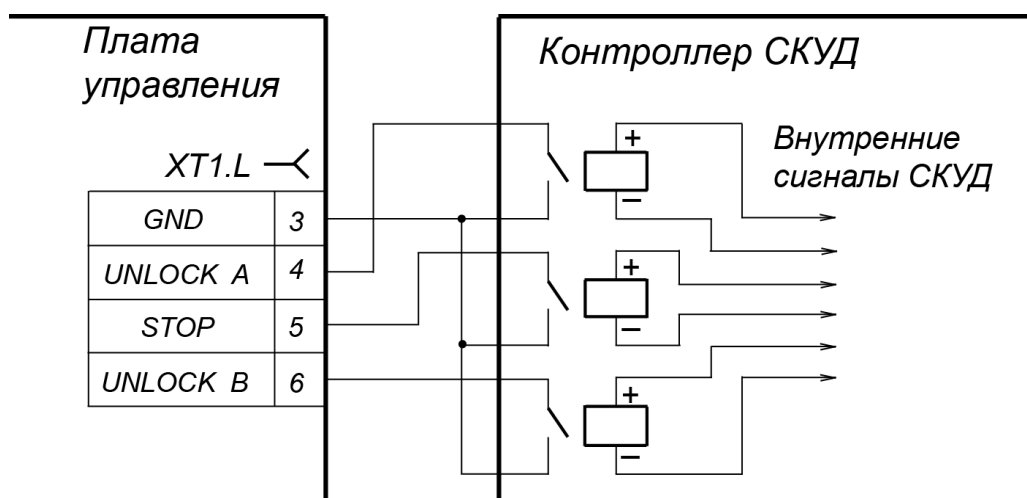 Плата
управления
Контроллер СКУД
XT1.L
GND 3
UNLOCK A 4
STOP 5
UNLOCK B 6
+
−
+
−
+
−
Внутренние
сигналы СКУД